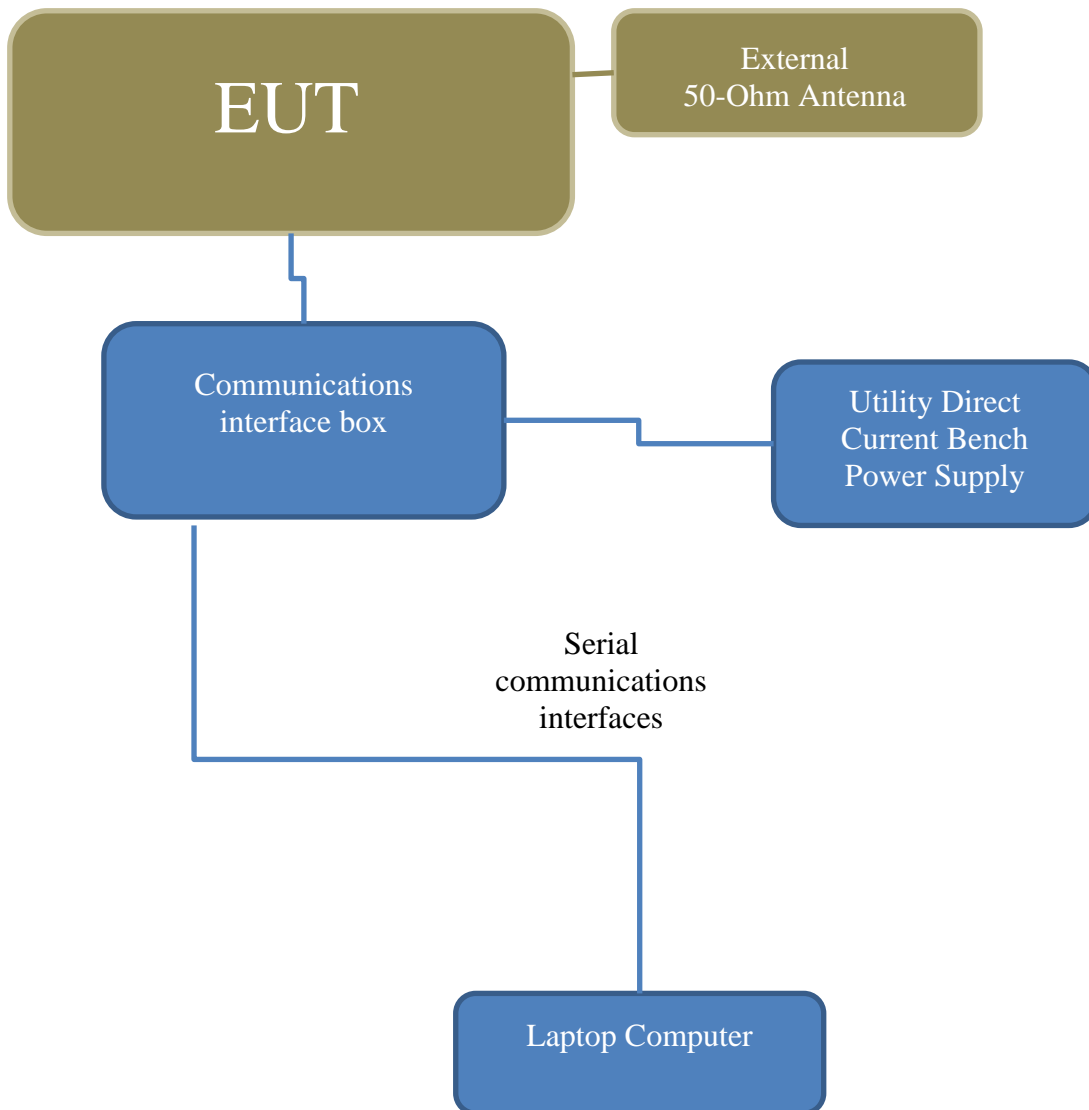 EUT
External
50-Ohm Antenna
Communications
interface box
Utility Direct
Current Bench
Power Supply
Serial
communications
interfaces
Laptop Computer